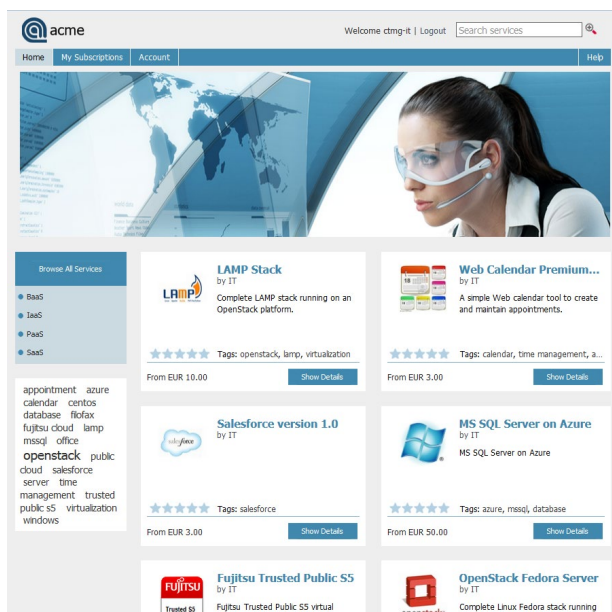 acme
Welcome ctmg-it | Logout
Search services
Home
My Subscriptions
Account
Help
Browse All Services
BaaS
IaaS
PaaS
SaaS
appointment azure
calendar centos
database filofax
fujitsu cloud lamp
mssql office
openstack public
cloud salesforce
server time
management trusted
public s5 virtualization
windows
LAMP
LAMP Stack
by IT
Complete LAMP stack running on an
OpenStack platform.
Tags: openstack, lamp, virtualization
From EUR 10.00
Show Details
Web Calendar Premium...
by IT
A simple Web calendar tool to create
and maintain appointments.
Tags: calendar, time management, a...
From EUR 3.00
Show Details
salesforce
Salesforce version 1.0
by IT
Tags: salesforce
From EUR 3.00
Show Details
MS SQL Server on Azure
by IT
MS SQL Server on Azure
Tags: azure, mssql, database
From EUR 50.00
Show Details
FUJITSU
Trusted S5
Fujitsu Trusted Public S5
by IT
Fujitsu Trusted Public S5 virtual
openstack
OpenStack Fedora Server
by IT
Complete Linux Fedora stack running